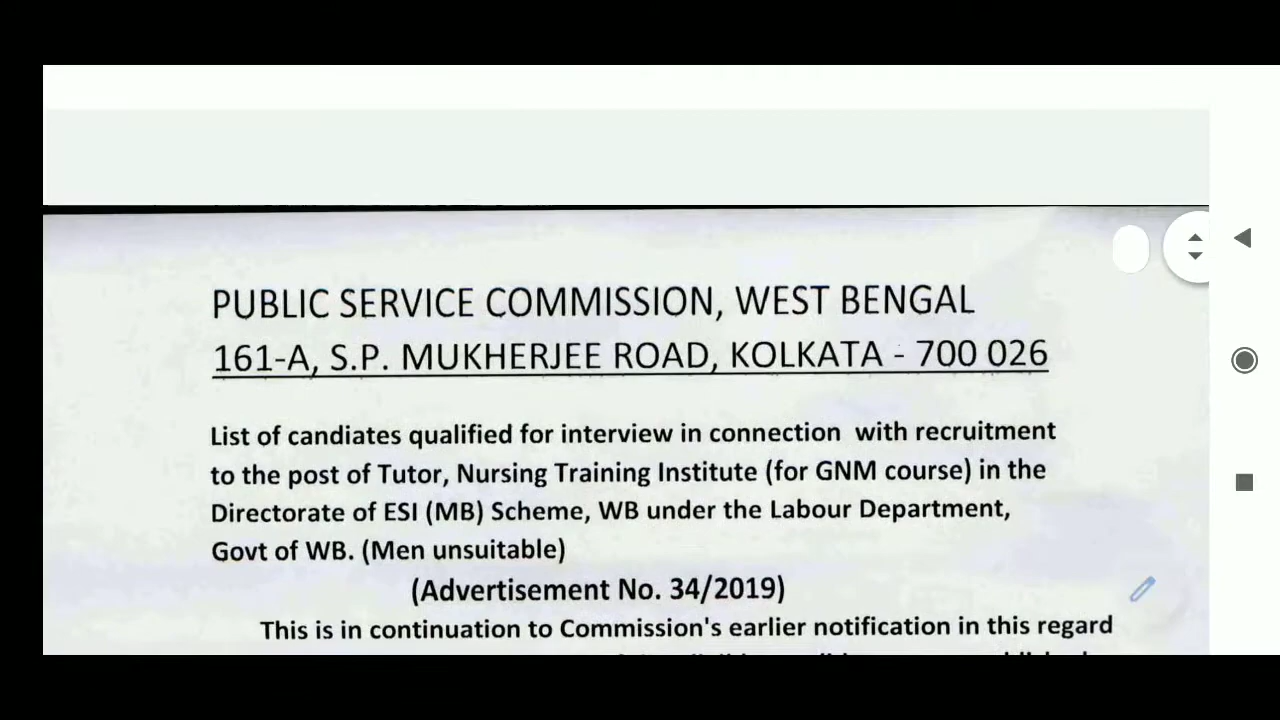 PUBLIC SERVICE COMMISSION, WEST BENGAL
161-A, S.P. MUKHERJEE ROAD, KOLKATA - 700 026
List of candiates qualified for interview in connection with recruitment
to the post of Tutor, Nursing Training Institute (for GNM course) in the
Directorate of ESI (MB) Scheme, WB under the Labour Department,
Govt of WB. (Men unsuitable)
(Advertisement No. 34/2019)
This is in continuation to Commission's earlier notification in this regard